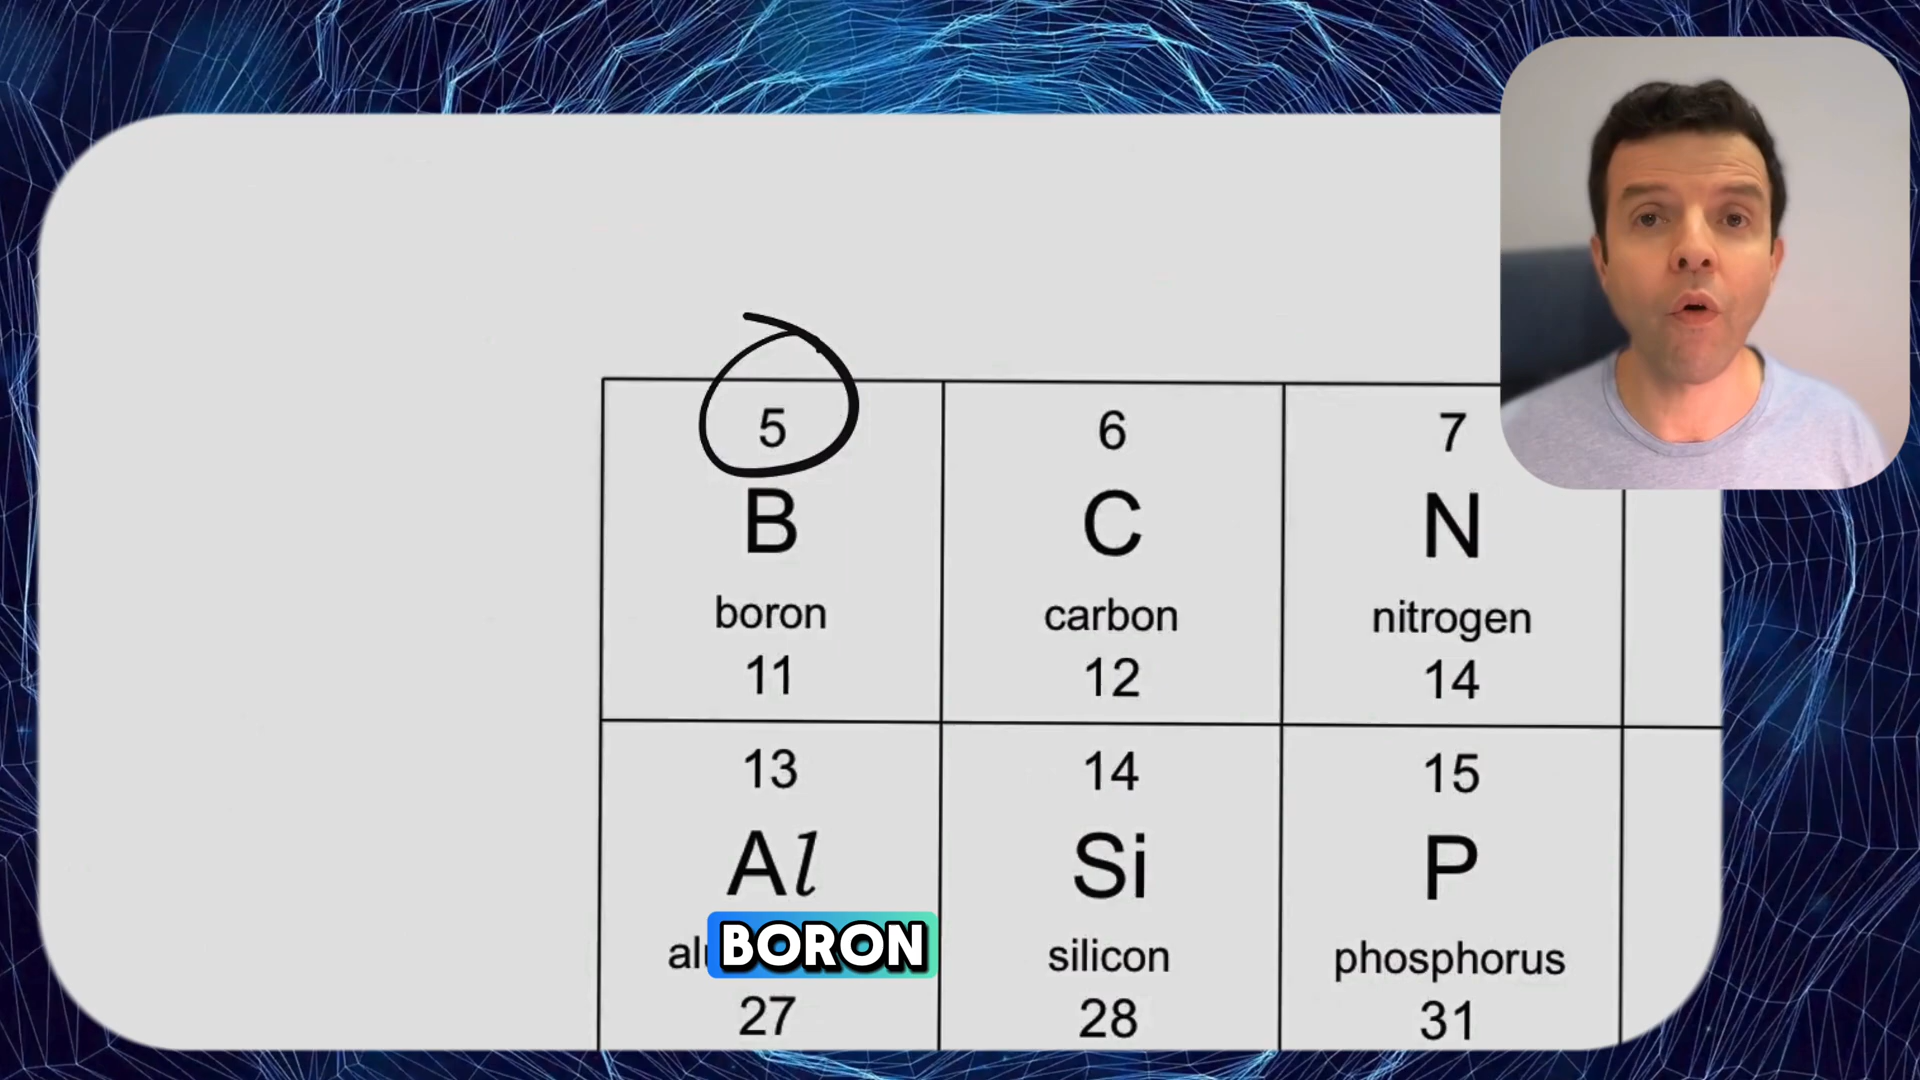 5 6 7
B C N
boron carbon nitrogen
11 12 14
13 14 15
Al Si P
BORON silicon phosphorus
27 28 31